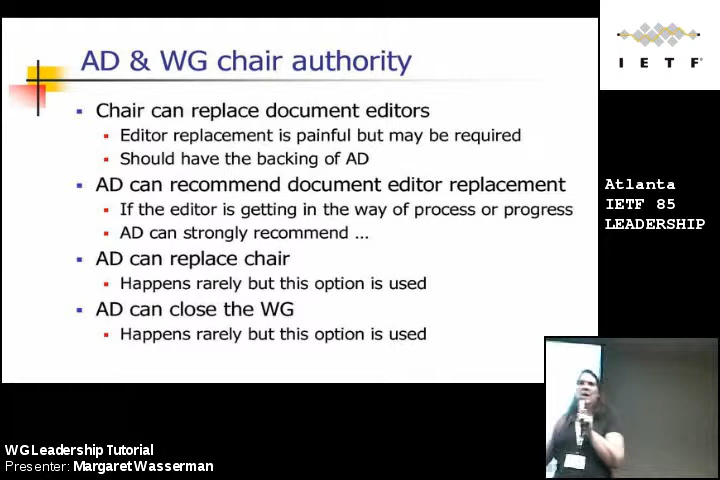 AD & WG chair authority
Chair can replace document editors
Editor replacement is painful but may be required
Should have the backing of AD
AD can recommend document editor replacement
If the editor is getting in the way of process or progress
AD can strongly recommend ...
AD can replace chair
Happens rarely but this option is used
AD can close the WG
Happens rarely but this option is used
I E T F®
Atlanta
IETF 85
LEADERSHIP
WG Leadership Tutorial
Presenter: Margaret Wasserman